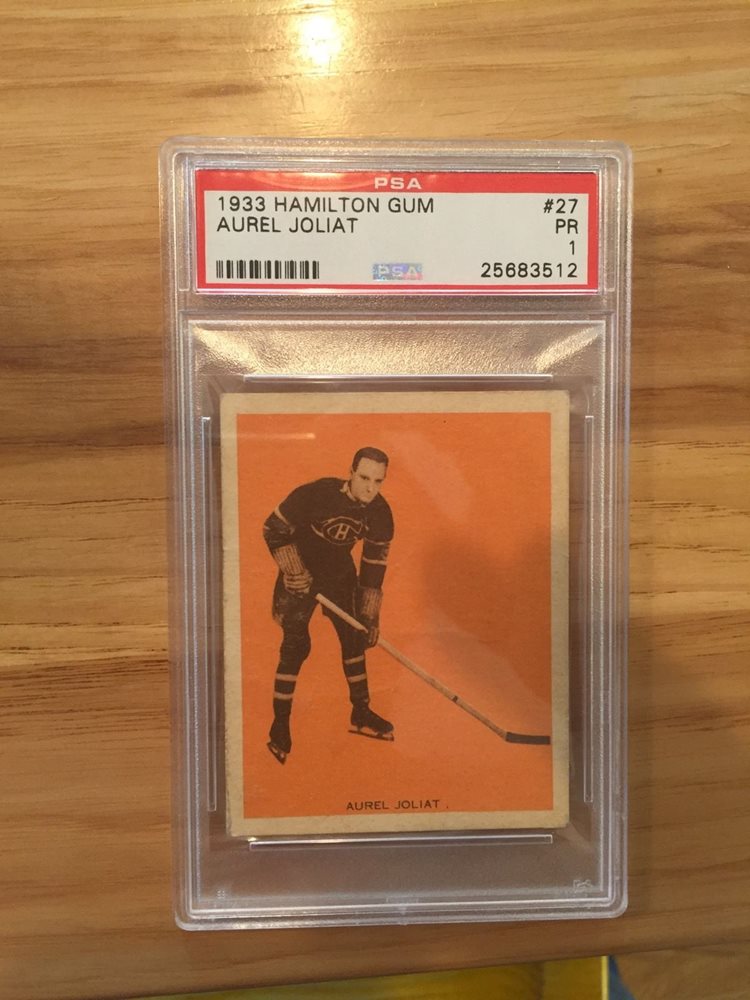 PSA
1933 HAMILTON GUM #27
AUREL JOLIAT PR
1
PSA 25683512
H
AUREL JOLIAT.